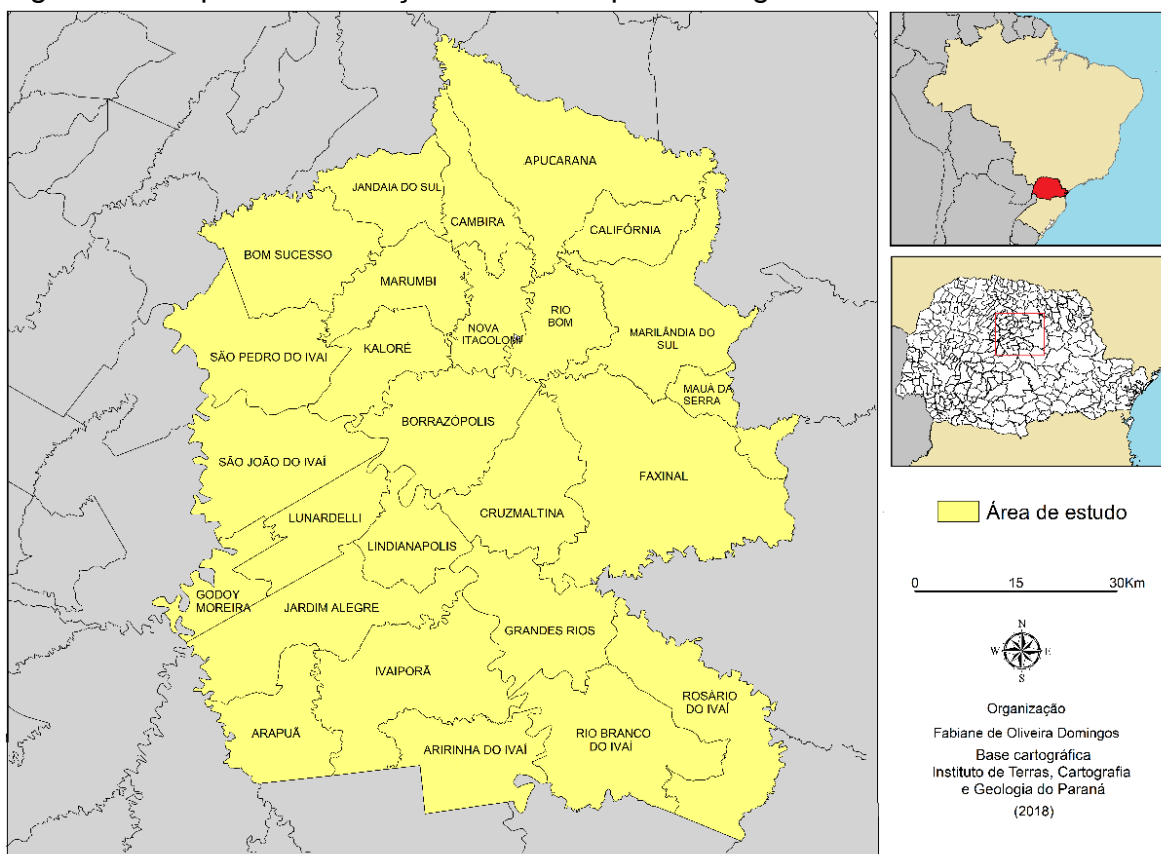 APUCARANA
JANDAIA DO SUL
CAMBIRA
CALIFÓRNIA
BOM SUCESSO
MARUMBI
RIO
BOM
NOVA
ITACOLOMI
MARILÂNDIA DO
SUL
SÃO PEDRO DO IVAI
KALORÉ
MAUÁ DA
SERRA
BORRAZÓPOLIS
SÃO JOÃO DO IVAÍ
FAXINAL
LUNARDELLI
CRUZMALTINA
LINDIANAPOLIS
GODOY
MOREIRA
JARDIM ALEGRE
GRANDES RIOS
IVAIPORÃ
ROSÁRIO
DO IVAÍ
ARAPUÃ
ARIRINHA DO IVAÍ
RIO BRANCO
DO IVAÍ
Área de estudo
0 15 30Km
N
W E
S
Organização
Fabiane de Oliveira Domingos
Base cartográfica
Instituto de Terras, Cartografia
e Geologia do Paraná
(2018)